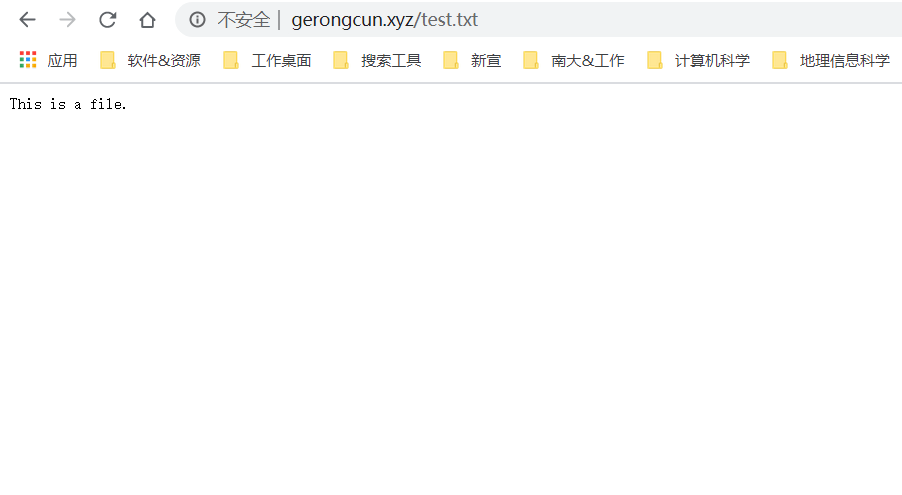 不安全 | gerongcun.xyz/test.txt
应用 软件&资源 工作桌面 搜索工具 新宣 南大&工作 计算机科学 地理信息科学
This is a file.